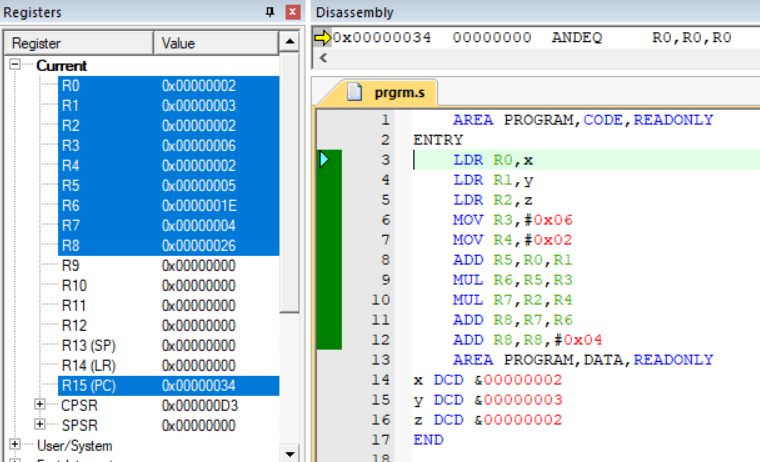 Registers
Register Value
Current
R0 0x00000002
R1 0x00000003
R2 0x00000002
R3 0x00000006
R4 0x00000002
R5 0x00000005
R6 0x0000001E
R7 0x00000004
R8 0x00000026
R9 0x00000000
R10 0x00000000
R11 0x00000000
R12 0x00000000
R13 (SP) 0x00000000
R14 (LR) 0x00000000
R15 (PC) 0x00000034
CPSR 0x000000D3
SPSR 0x00000000
User/System
Disassembly
0x00000034 00000000 ANDEQ R0,R0,R0
prgrm.s
1 AREA PROGRAM,CODE,READONLY
2 ENTRY
3 LDR R0,x
4 LDR R1,y
5 LDR R2,z
6 MOV R3,#0x06
7 MOV R4,#0x02
8 ADD R5,R0,R1
9 MUL R6,R5,R3
10 MUL R7,R2,R4
11 ADD R8,R7,R6
12 ADD R8,R8,#0x04
13 AREA PROGRAM,DATA,READONLY
14 x DCD &00000002
15 y DCD &00000003
16 z DCD &00000002
17 END
18